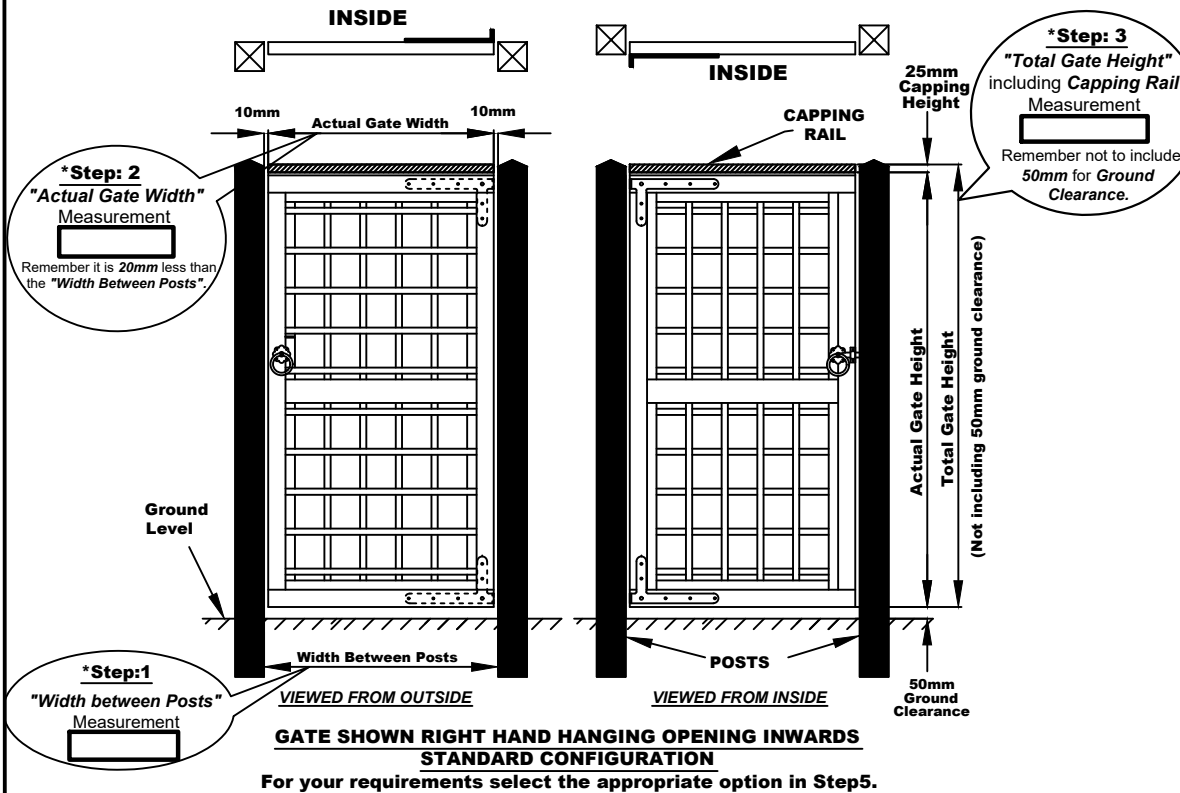 INSIDE
INSIDE
10mm
10mm
Actual Gate Width
CAPPING
RAIL
25mm
Capping
Height
*Step: 3
"Total Gate Height"
including Capping Rail
Measurement
Remember not to include
50mm for Ground
Clearance.
*Step: 2
"Actual Gate Width"
Measurement
Remember it is 20mm less than
the "Width Between Posts".
Actual Gate Height
Total Gate Height
(Not including 50mm ground clearance)
Ground
Level
*Step:1
"Width between Posts"
Measurement
Width Between Posts
POSTS
50mm
Ground
Clearance
VIEWED FROM OUTSIDE
VIEWED FROM INSIDE
GATE SHOWN RIGHT HAND HANGING OPENING INWARDS
STANDARD CONFIGURATION
For your requirements select the appropriate option in Step5.